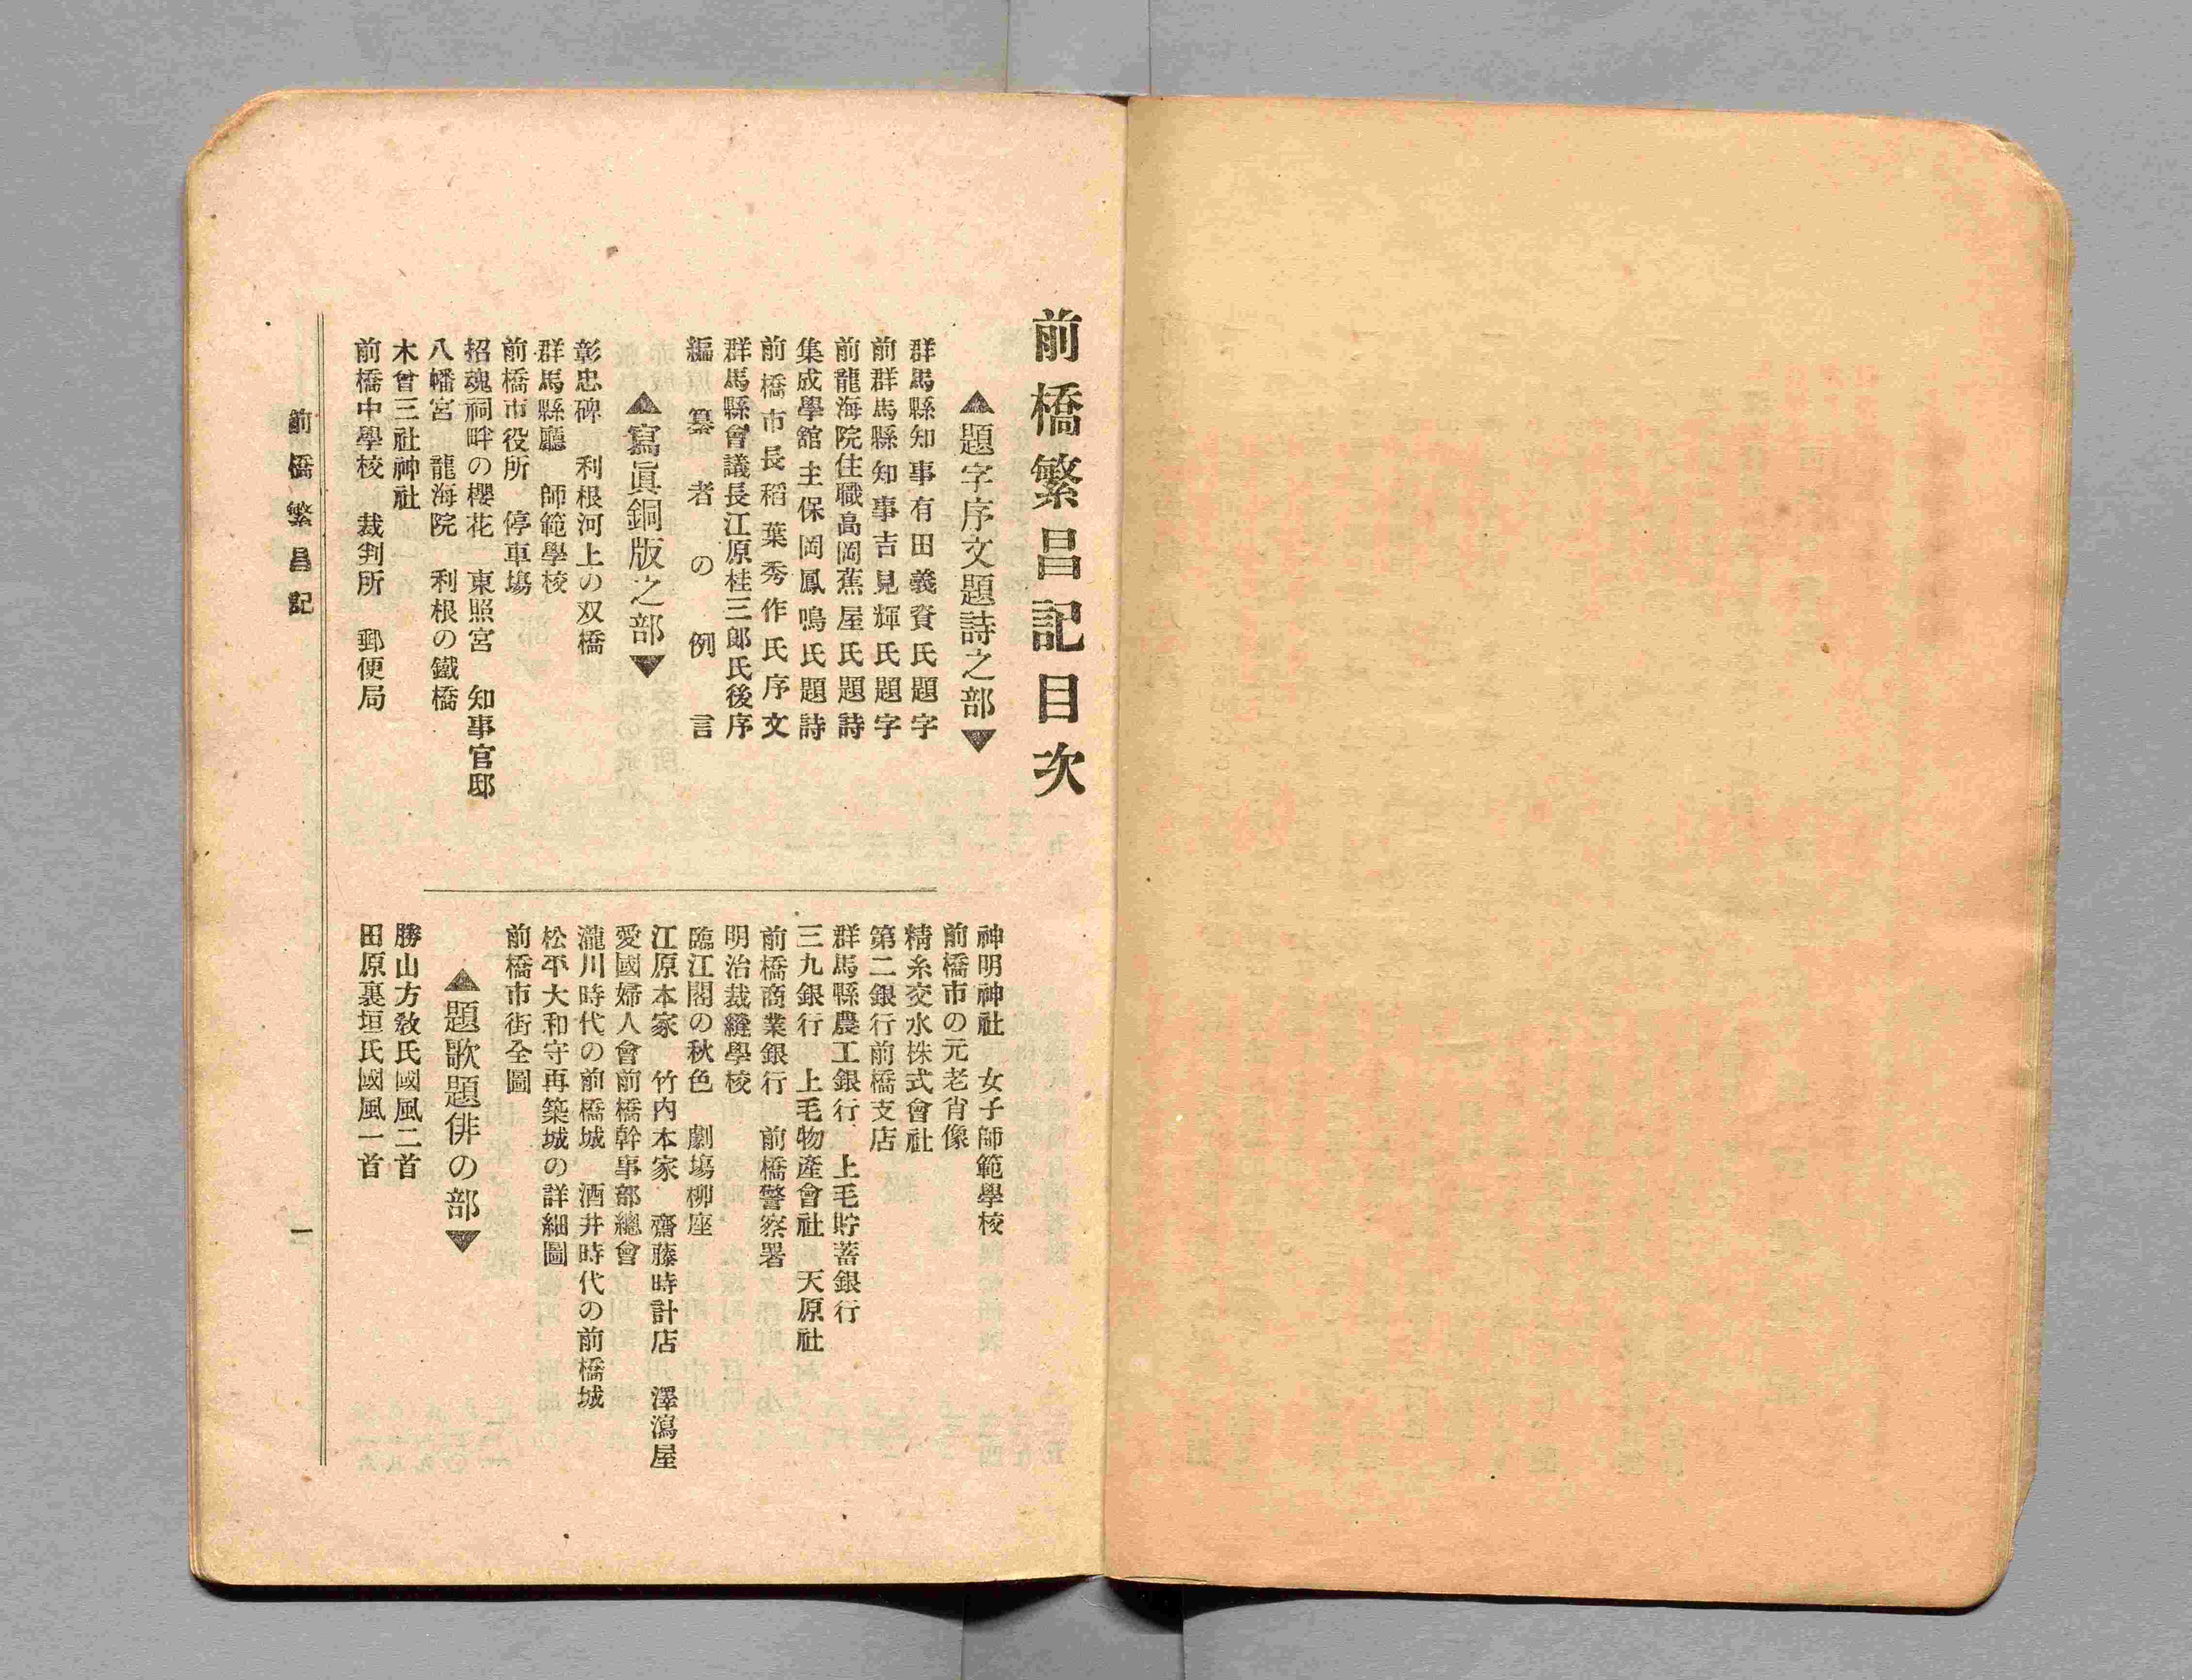 前橋繁昌記目次
▲題字序文題詩之部▼
群馬縣知事有田義資氏題字
前群馬縣知事吉見輝氏題字
前龍海院住職高岡蕉屋氏題詩
集成學舘主保岡鳳鳴氏題詩
前橋市長稻葉秀作氏序文
群馬縣會議長江原桂三郎氏後序
編纂者の例言
▲寫眞銅版之部▼
彰忠碑　利根河上の双橋
群馬縣廳　師範學校
前橋市役所　停車塲
招魂祠畔の櫻花　東照宮　知事官邸
八幡宮　龍海院　利根の鐵橋
木曾三社神社
前橋中學校　裁判所　郵便局
神明神社　女子師範學校
前橋市の元老肖像
精糸交水株式會社
第二銀行前橋支店
群馬縣農工銀行　上毛貯蓄銀行
三九銀行　上毛物產會社　天原社
前橋商業銀行　前橋警察署
明治裁縫學校
臨江閣の秋色　劇塲柳座
江原本家　竹内本家　齋藤時計店　澤瀉屋
愛國婦人會前橋幹事部總會
瀧川時代の前橋城　酒井時代の前橋城
松平大和守再築城の詳細圖
前橋市街全圖
▲題歌題俳の部▼
勝山方敎氏國風二首
田原裏垣氏國風一首
前橋繁昌記
一